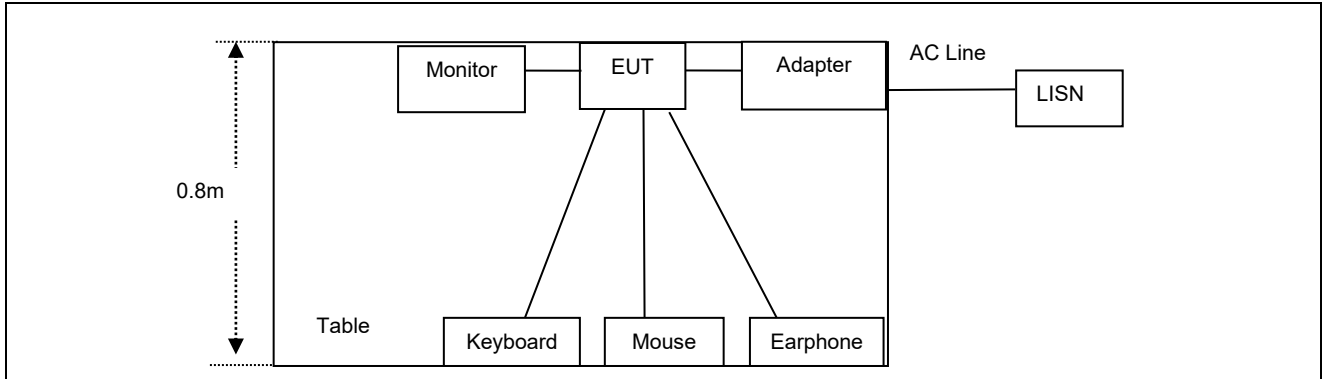 Monitor
EUT
Adapter
AC Line
LISN
0.8m
Table
Keyboard
Mouse
Earphone